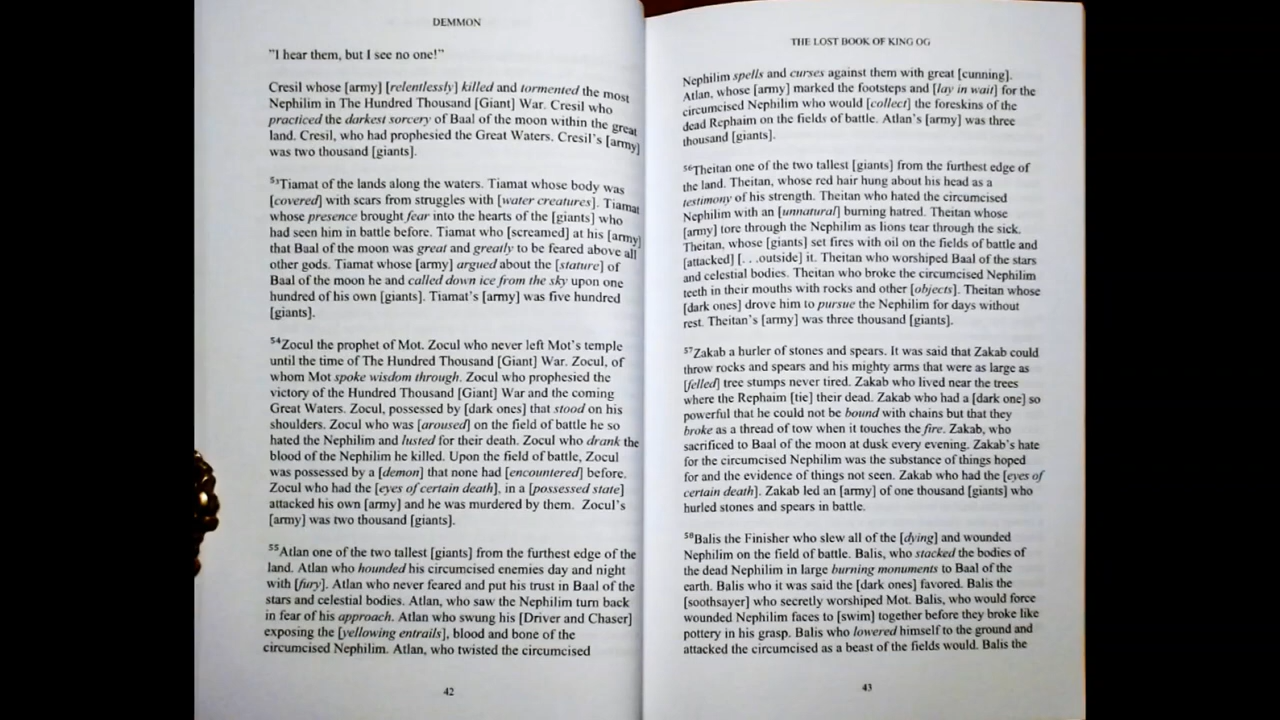 DEMMON
"I hear them, but I see no one!"
Cresil whose [army] [relentlessly] killed and tormented the most
Nephilim in The Hundred Thousand [Giant] War. Cresil who
practiced the darkest sorcery of Baal of the moon within the great
land. Cresil, who had prophesied the Great Waters. Cresil's [army]
was two thousand [giants].
⁵³Tiamat of the lands along the waters. Tiamat whose body was
[covered] with scars from struggles with [water creatures]. Tiamat
whose presence brought fear into the hearts of the [giants] who
had seen him in battle before. Tiamat who [screamed] at his [army]
that Baal of the moon was great and greatly to be feared above all
other gods. Tiamat whose [army] argued about the [stature] of
Baal of the moon he and called down ice from the sky upon one
hundred of his own [giants]. Tiamat's [army] was five hundred
[giants].
⁵⁴Zocul the prophet of Mot. Zocul who never left Mot's temple
until the time of The Hundred Thousand [Giant] War. Zocul, of
whom Mot spoke wisdom through. Zocul who prophesied the
victory of the Hundred Thousand [Giant] War and the coming
Great Waters. Zocul, possessed by [dark ones] that stood on his
shoulders. Zocul who was [aroused] on the field of battle he so
hated the Nephilim and lusted for their death. Zocul who drank the
blood of the Nephilim he killed. Upon the field of battle, Zocul
was possessed by a [demon] that none had [encountered] before.
Zocul who had the [eyes of certain death], in a [possessed state]
attacked his own [army] and he was murdered by them. Zocul's
[army] was two thousand [giants].
⁵⁵Atlan one of the two tallest [giants] from the furthest edge of the
land. Atlan who hounded his circumcised enemies day and night
with [fury]. Atlan who never feared and put his trust in Baal of the
stars and celestial bodies. Atlan, who saw the Nephilim turn back
in fear of his approach. Atlan who swung his [Driver and Chaser]
exposing the [yellowing entrails], blood and bone of the
circumcised Nephilim. Atlan, who twisted the circumcised
42
THE LOST BOOK OF KING OG
Nephilim spells and curses against them with great [cunning].
Atlan, whose [army] marked the footsteps and [lay in wait] for the
circumcised Nephilim who would [collect] the foreskins of the
dead Rephaim on the fields of battle. Atlan's [army] was three
thousand [giants].
⁵⁶Theitan one of the two tallest [giants] from the furthest edge of
the land. Theitan, whose red hair hung about his head as a
testimony of his strength. Theitan who hated the circumcised
Nephilim with an [unnatural] burning hatred. Theitan whose
[army] tore through the Nephilim as lions tear through the sick.
Theitan, whose [giants] set fires with oil on the fields of battle and
[attacked] [. . .outside] it. Theitan who worshiped Baal of the stars
and celestial bodies. Theitan who broke the circumcised Nephilim
teeth in their mouths with rocks and other [objects]. Theitan whose
[dark ones] drove him to pursue the Nephilim for days without
rest. Theitan's [army] was three thousand [giants].
⁵⁷Zakab a hurler of stones and spears. It was said that Zakab could
throw rocks and spears and his mighty arms that were as large as
[felled] tree stumps never tired. Zakab who lived near the trees
where the Rephaim [tie] their dead. Zakab who had a [dark one] so
powerful that he could not be bound with chains but that they
broke as a thread of tow when it touches the fire. Zakab, who
sacrificed to Baal of the moon at dusk every evening. Zakab's hate
for the circumcised Nephilim was the substance of things hoped
for and the evidence of things not seen. Zakab who had the [eyes of
certain death]. Zakab led an [army] of one thousand [giants] who
hurled stones and spears in battle.
⁵⁸Balis the Finisher who slew all of the [dying] and wounded
Nephilim on the field of battle. Balis, who stacked the bodies of
the dead Nephilim in large burning monuments to Baal of the
earth. Balis who it was said the [dark ones] favored. Balis the
[soothsayer] who secretly worshiped Mot. Balis, who would force
wounded Nephilim faces to [swim] together before they broke like
pottery in his grasp. Balis who lowered himself to the ground and
attacked the circumcised as a beast of the fields would. Balis the
43